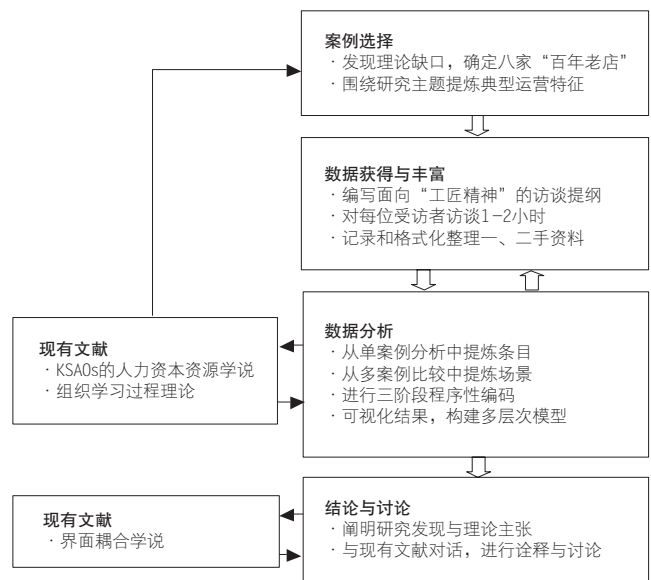 案例选择
· 发现理论缺口，确定八家“百年老店”
· 围绕研究主题提炼典型运营特征
数据获得与丰富
· 编写面向“工匠精神”的访谈提纲
· 对每位受访者访谈1-2小时
· 记录和格式化整理一、二手资料
现有文献
· KSAOs的人力资本资源学说
· 组织学习过程理论
数据分析
· 从单案例分析中提炼条目
· 从多案例比较中提炼场景
· 进行三阶段程序性编码
· 可视化结果，构建多层次模型
现有文献
· 界面耦合学说
结论与讨论
· 阐明研究发现与理论主张
· 与现有文献对话，进行诠释与讨论